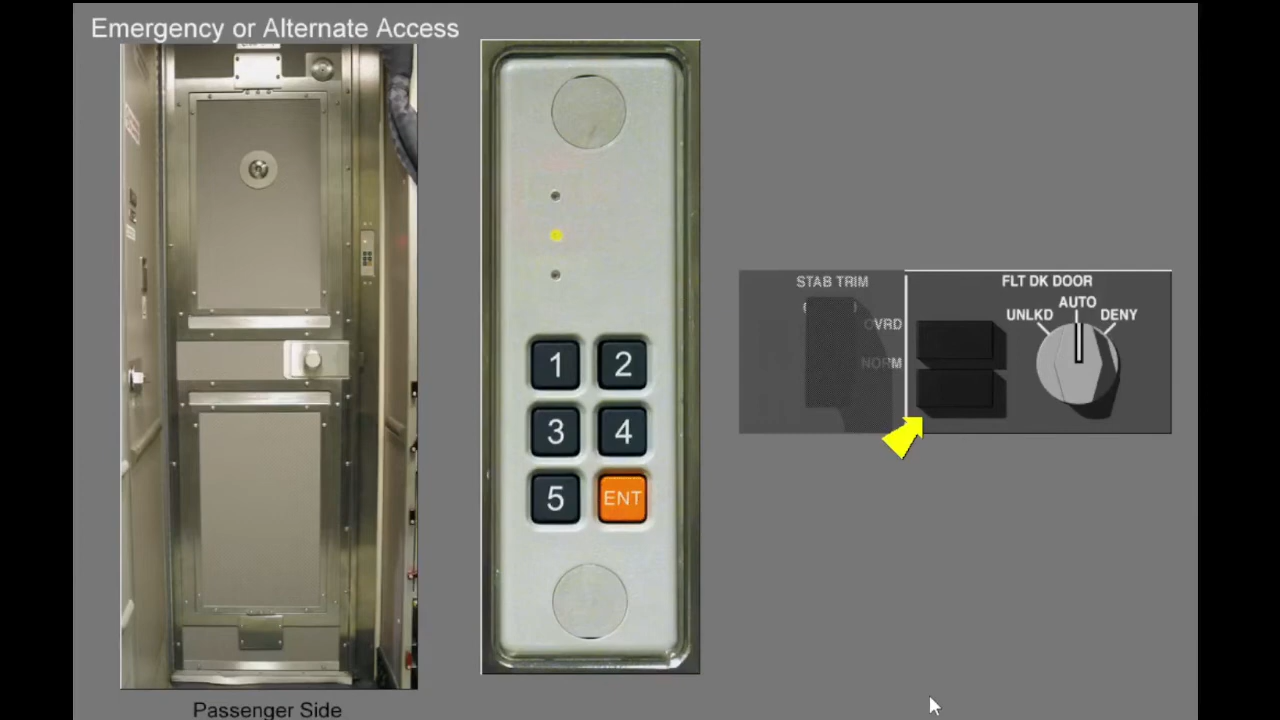 Emergency or Alternate Access
1 2
3 4
5 ENT
STAB TRIM
OVRD
NORM
FLT DK DOOR
AUTO
UNLKD DENY
Passenger Side